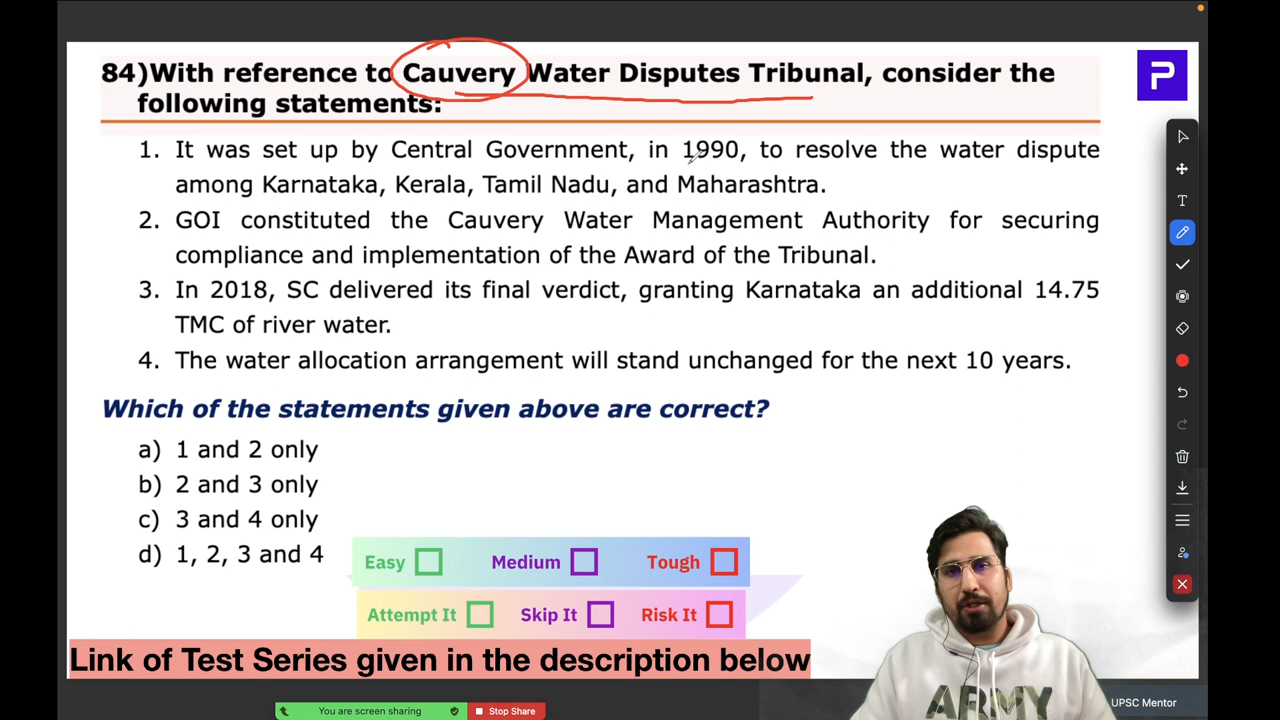 84)With reference to Cauvery Water Disputes Tribunal, consider the
following statements:
1. It was set up by Central Government, in 1990, to resolve the water dispute
among Karnataka, Kerala, Tamil Nadu, and Maharashtra.
2. GOI constituted the Cauvery Water Management Authority for securing
compliance and implementation of the Award of the Tribunal.
3. In 2018, SC delivered its final verdict, granting Karnataka an additional 14.75
TMC of river water.
4. The water allocation arrangement will stand unchanged for the next 10 years.
Which of the statements given above are correct?
a) 1 and 2 only
b) 2 and 3 only
c) 3 and 4 only
d) 1, 2, 3 and 4
Easy Medium Tough
Attempt It Skip It Risk It
Link of Test Series given in the description below
ARMY
UPSC Mentor
You are screen sharing Stop Share